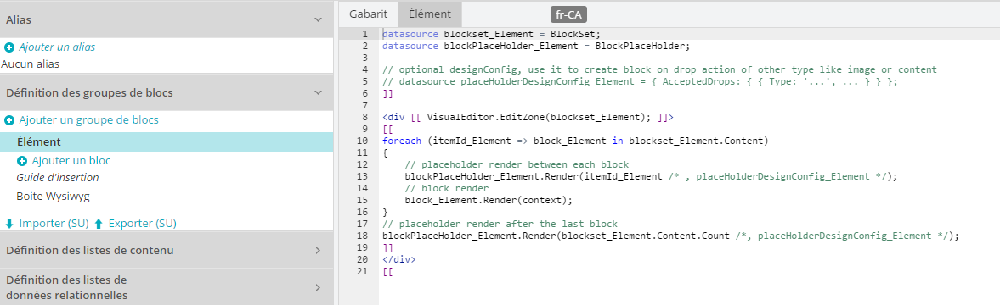 Alias
Ajouter un alias
Aucun alias
Définition des groupes de blocs
Ajouter un groupe de blocs
Élément
Ajouter un bloc
Guide d'insertion
Boite Wysiwyg
Importer (SU) Exporter (SU)
Définition des listes de contenu
Définition des listes de
données relationnelles
Gabarit Élément fr-CA
1 datasource blockset_Element = BlockSet;
2 datasource blockPlaceHolder_Element = BlockPlaceHolder;
3
4 // optional designConfig, use it to create block on drop action of other type like image or content
5 // datasource placeHolderDesignConfig_Element = { AcceptedDrops: { { Type: '...', ... } } };
6 ]]
7
8 <div [[ VisualEditor.EditZone(blockset_Element); ]]>
9 [[
10 foreach (itemId_Element => block_Element in blockset_Element.Content)
11 {
12 // placeholder render between each block
13 blockPlaceHolder_Element.Render(itemId_Element /* , placeHolderDesignConfig_Element */);
14 // block render
15 block_Element.Render(context);
16 }
17 // placeholder render after the last block
18 blockPlaceHolder_Element.Render(blockset_Element.Content.Count /*, placeHolderDesignConfig_Element */);
19 ]]
20 </div>
21 [[